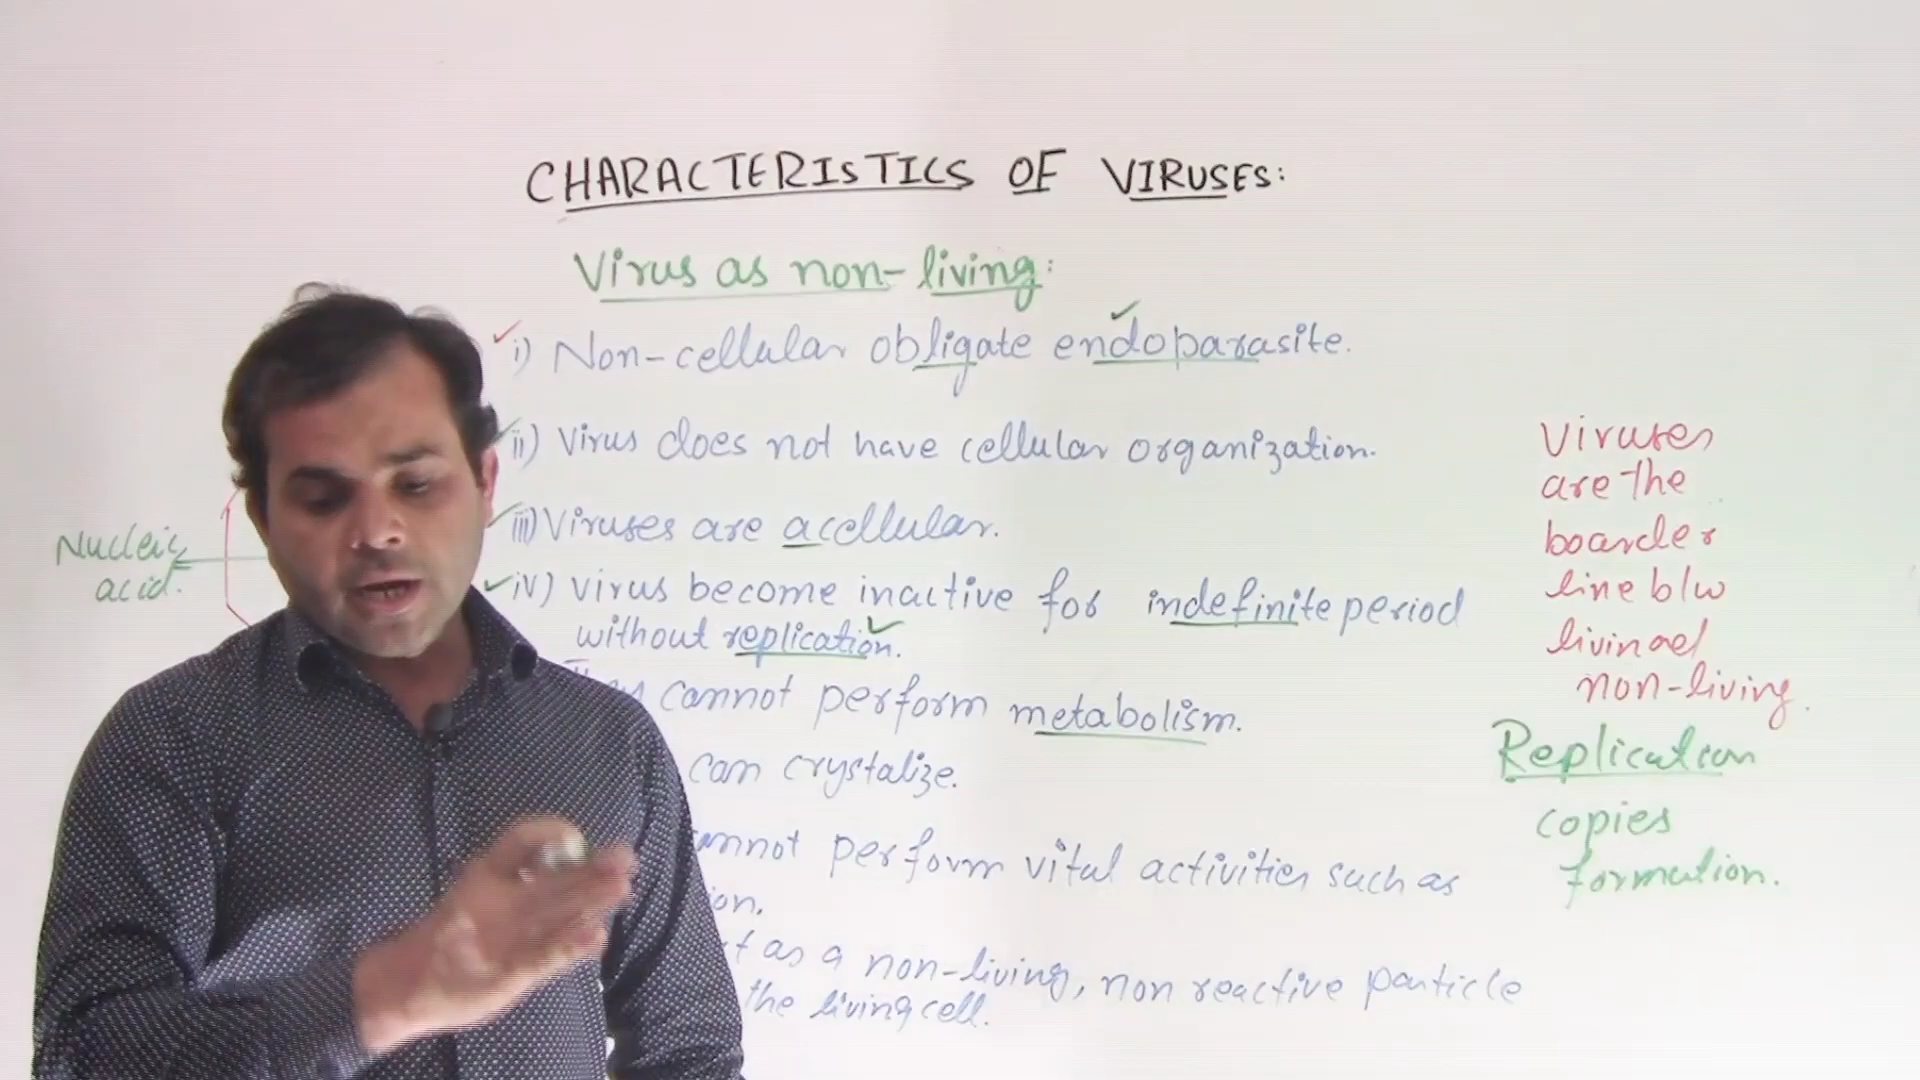 CHARACTERISTICS OF VIRUSES:
Virus as non-living:
i) Non-cellular obligate endoparasite.
ii) Virus does not have cellular organization.
iii) Viruses are acellular.
iv) Virus become inactive for indefinite period
without replication.
cannot perform metabolism.
can crystalize.
perform vital activities such as
as a non-living, non reactive particle
the living cell.
Nucleic
acid.
Viruses
are the
boarder
line b/w
living
non-living.
Replication
copies
formation.